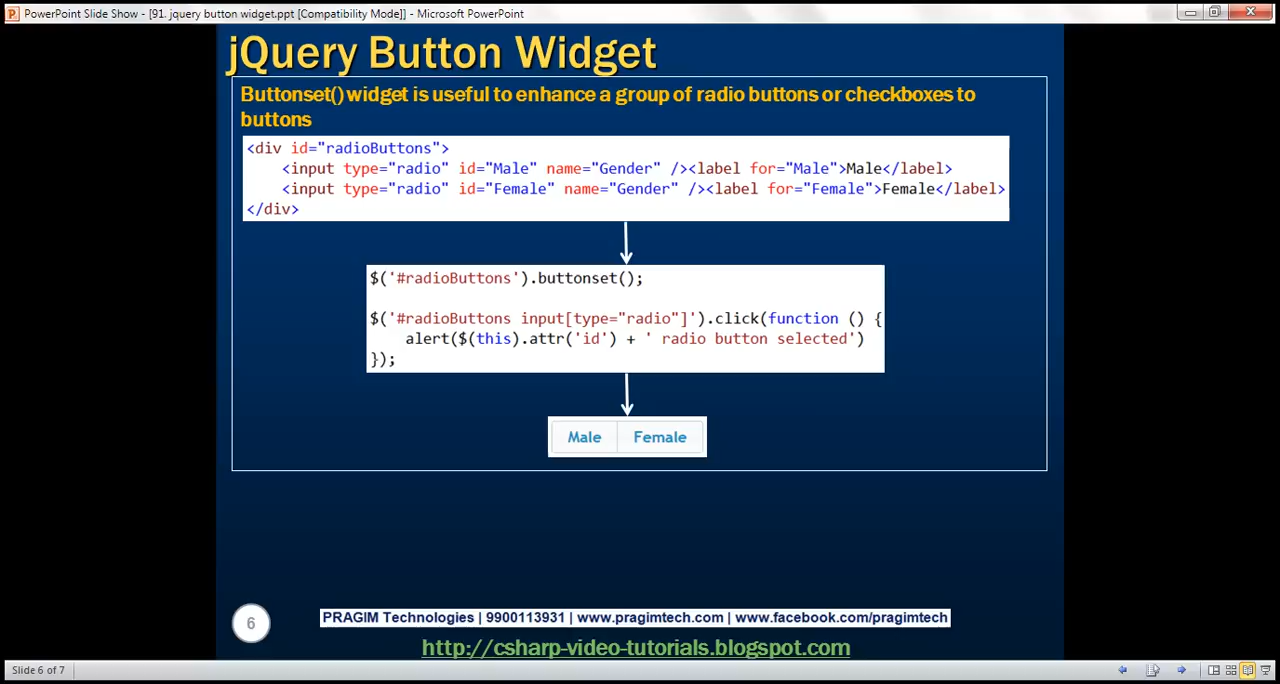 PowerPoint Slide Show - [91. jquery button widget.ppt [Compatibility Mode]] - Microsoft PowerPoint
jQuery Button Widget
Buttonset() widget is useful to enhance a group of radio buttons or checkboxes to
buttons
<div id="radioButtons">
<input type="radio" id="Male" name="Gender" /><label for="Male">Male</label>
<input type="radio" id="Female" name="Gender" /><label for="Female">Female</label>
</div>
$('#radioButtons').buttonset();
$('#radioButtons input[type="radio"]').click(function () {
alert($(this).attr('id') + ' radio button selected')
});
Male Female
6
PRAGIM Technologies | 9900113931 | www.pragimtech.com | www.facebook.com/pragimtech
http://csharp-video-tutorials.blogspot.com
Slide 6 of 7